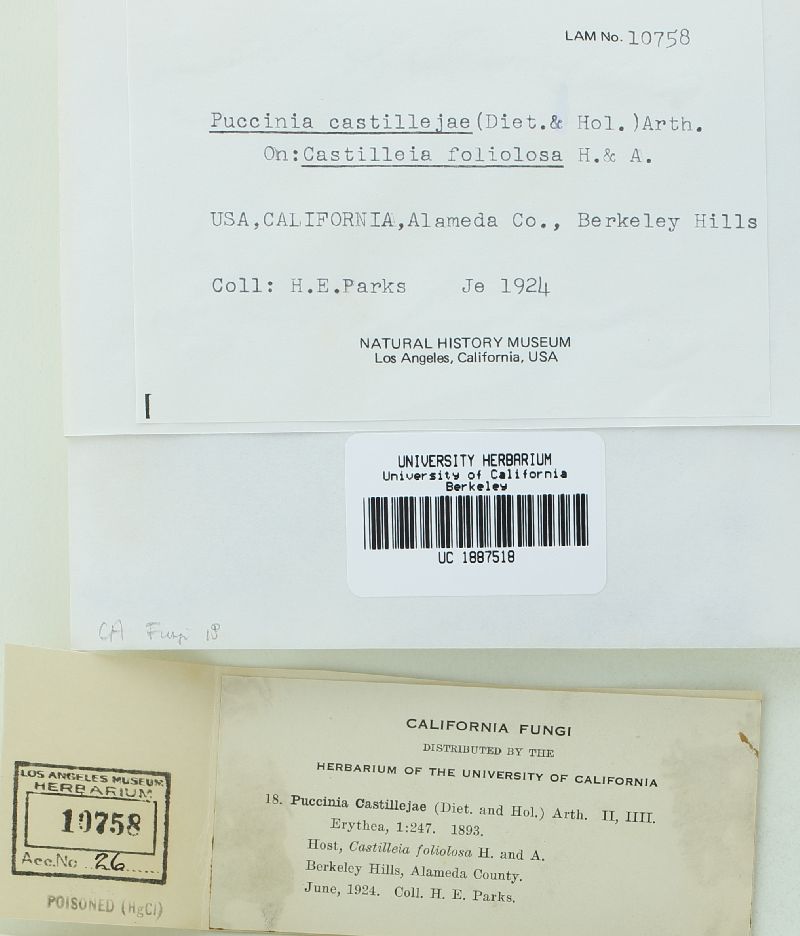 LAM No. 10758
Puccinia castillejae (Diet.& Hol.)Arth.
On:Castilleia foliolosa H.& A.
USA,CALIFORNIA,Alameda Co., Berkeley Hills
Coll: H.E.Parks Je 1924
NATURAL HISTORY MUSEUM
Los Angeles, California, USA
[
UNIVERSITY HERBARIUM
University of California
Berkeley
UC 1887518
CA Fungi 18
CALIFORNIA FUNGI
DISTRIBUTED BY THE
HERBARIUM OF THE UNIVERSITY OF CALIFORNIA
18. Puccinia Castillejae (Diet. and Hol.) Arth. II, IIII.
Erythea, 1:247. 1893.
Host, Castilleia foliolosa H. and A.
Berkeley Hills, Alameda County.
June, 1924. Coll. H. E. Parks.
LOS ANGELES MUSEUM
HERBARIUM
10758
Acc.No. 26
POISONED (HgCl)